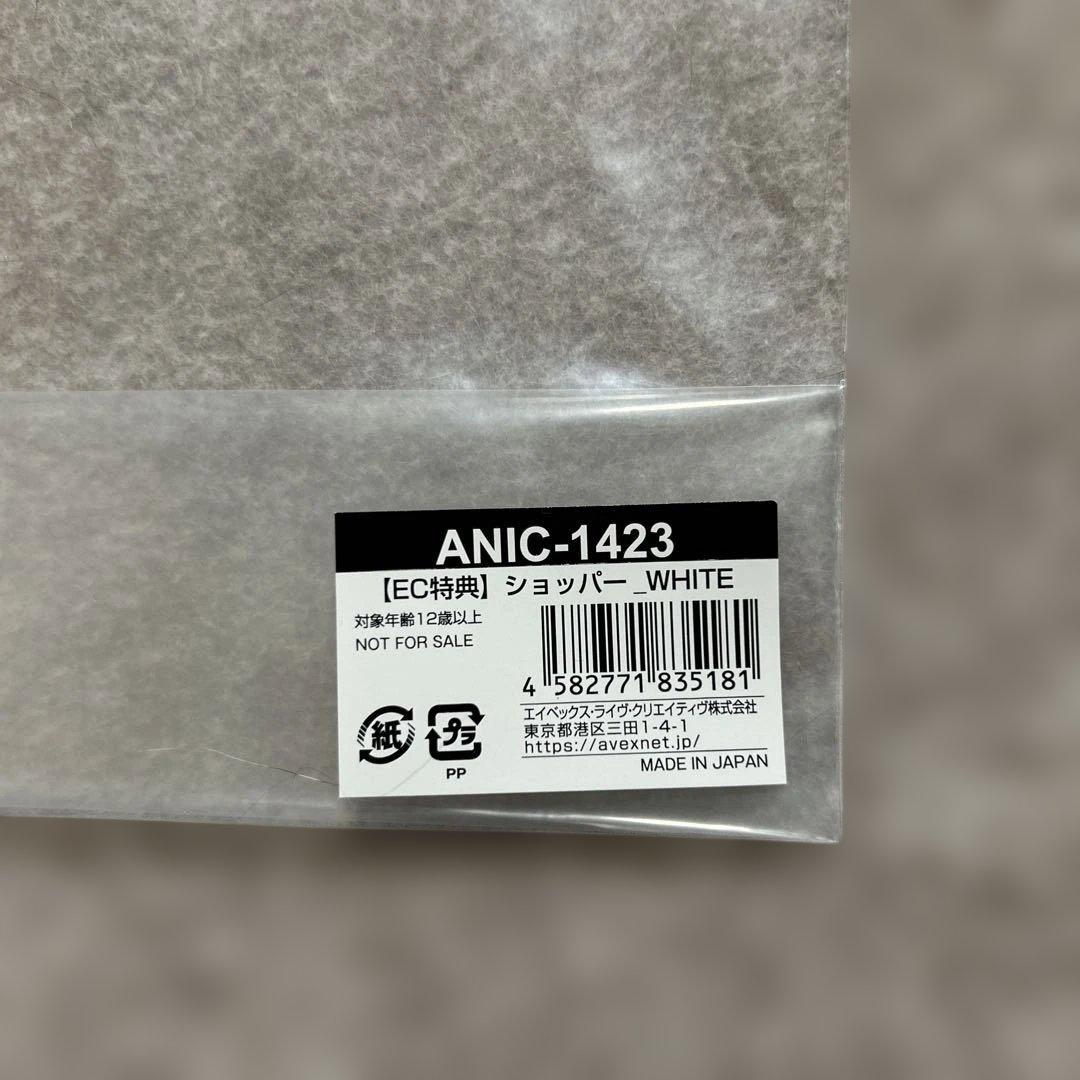 ANIC-1423
【EC特典】ショッパー_WHITE
対象年齢12歳以上
NOT FOR SALE
4 582771 835181
エイベックス・ライヴ・クリエイティヴ株式会社
東京都港区三田1-4-1
https://avexnet.jp/
紙
プラ
PP
MADE IN JAPAN